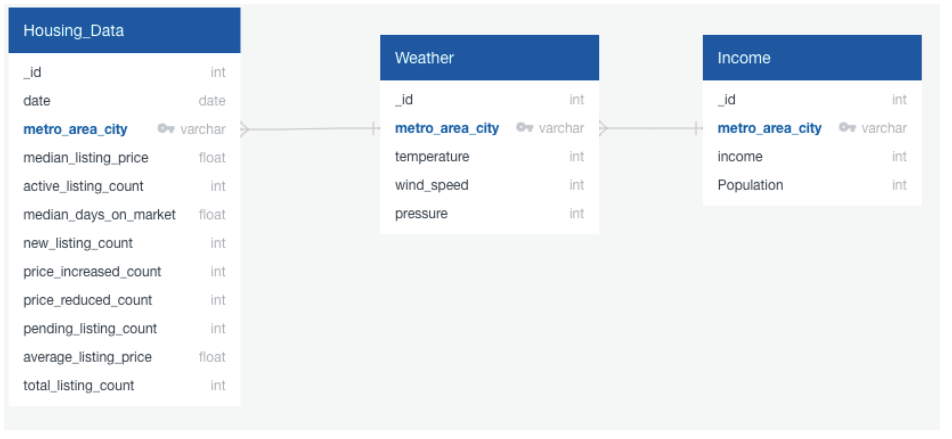 Housing_Data
_id int
date date
metro_area_city varchar
median_listing_price float
active_listing_count int
median_days_on_market float
new_listing_count int
price_increased_count int
price_reduced_count int
pending_listing_count int
average_listing_price float
total_listing_count int
Weather
_id int
metro_area_city varchar
temperature int
wind_speed int
pressure int
Income
_id int
metro_area_city varchar
income int
Population int